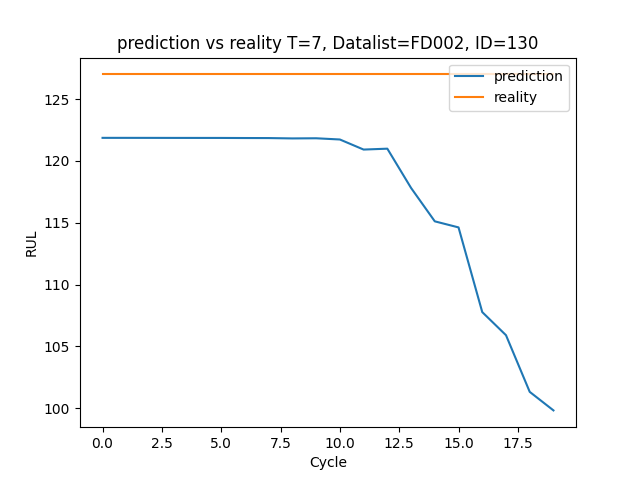 prediction vs reality T=7, Datalist=FD002, ID=130
prediction
reality
125
120
115
110
105
100
RUL
0.0 2.5 5.0 7.5 10.0 12.5 15.0 17.5
Cycle